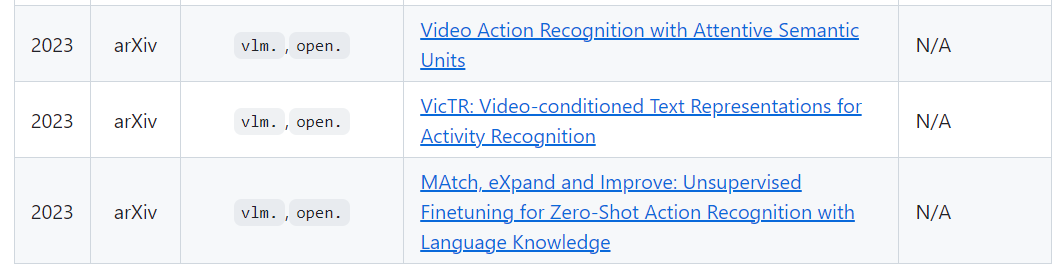 2023 arXiv vlm. , open. Video Action Recognition with Attentive Semantic
Units N/A
2023 arXiv vlm. , open. VicTR: Video-conditioned Text Representations for
Activity Recognition N/A
2023 arXiv vlm. , open. MAtch, eXpand and Improve: Unsupervised
Finetuning for Zero-Shot Action Recognition with
Language Knowledge N/A